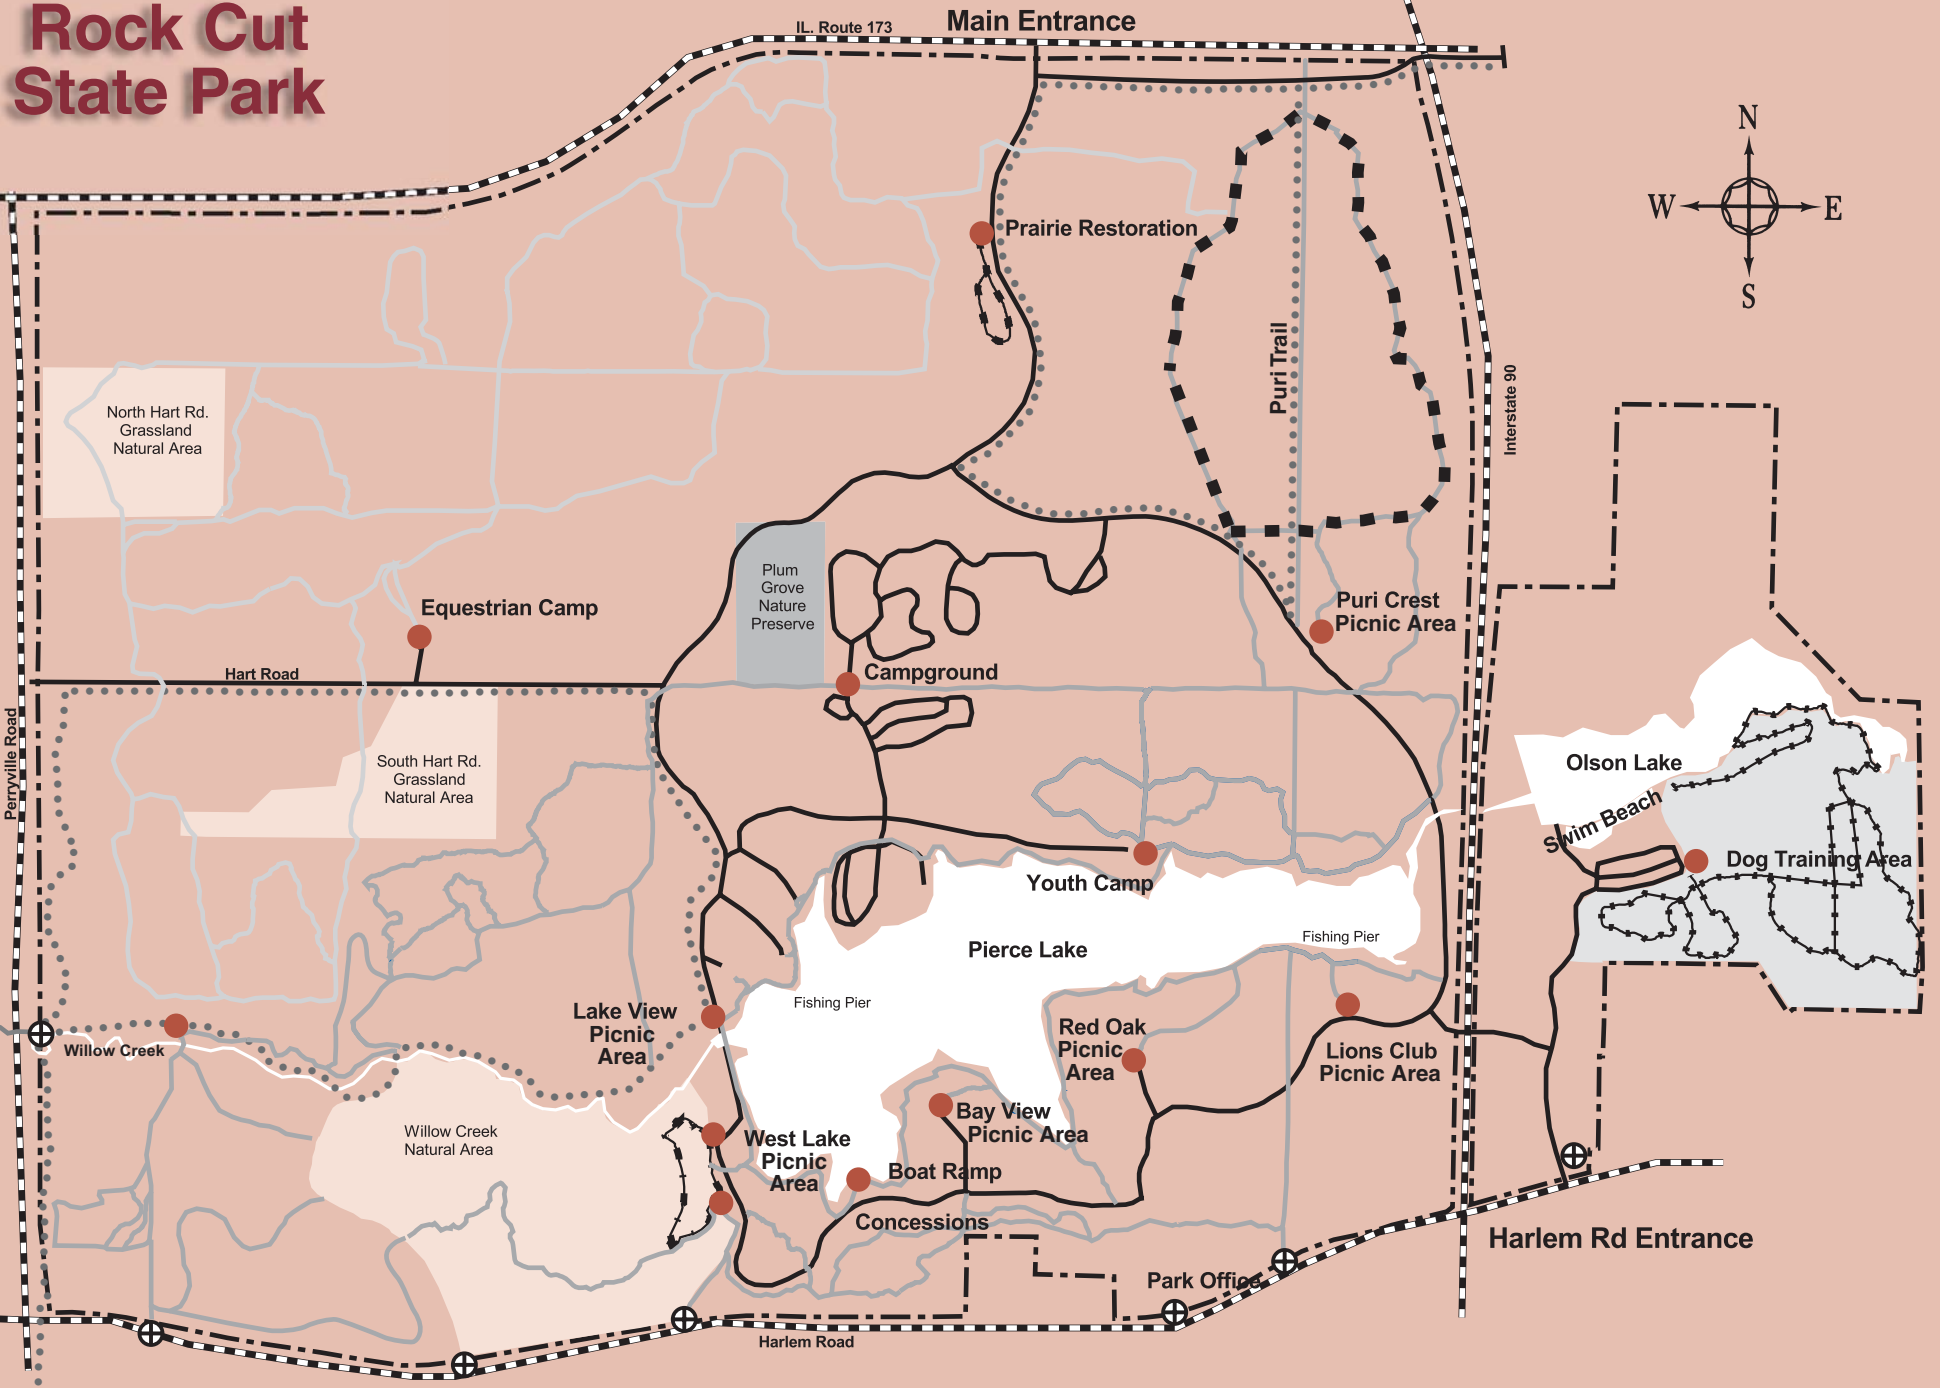 Rock Cut
State Park
IL. Route 173
Main Entrance
N
W
E
S
Prairie Restoration
Puri Trail
Interstate 90
North Hart Rd.
Grassland
Natural Area
Plum
Grove
Nature
Preserve
Equestrian Camp
Puri Crest
Picnic Area
Hart Road
Campground
Perryville Road
South Hart Rd.
Grassland
Natural Area
Olson Lake
Swim Beach
Dog Training Area
Youth Camp
Pierce Lake
Fishing Pier
Fishing Pier
Lake View
Picnic
Area
Red Oak
Picnic
Area
Lions Club
Picnic Area
Willow Creek
Bay View
Picnic Area
Willow Creek
Natural Area
West Lake
Picnic
Area
Boat Ramp
Concessions
Harlem Rd Entrance
Park Office
Harlem Road